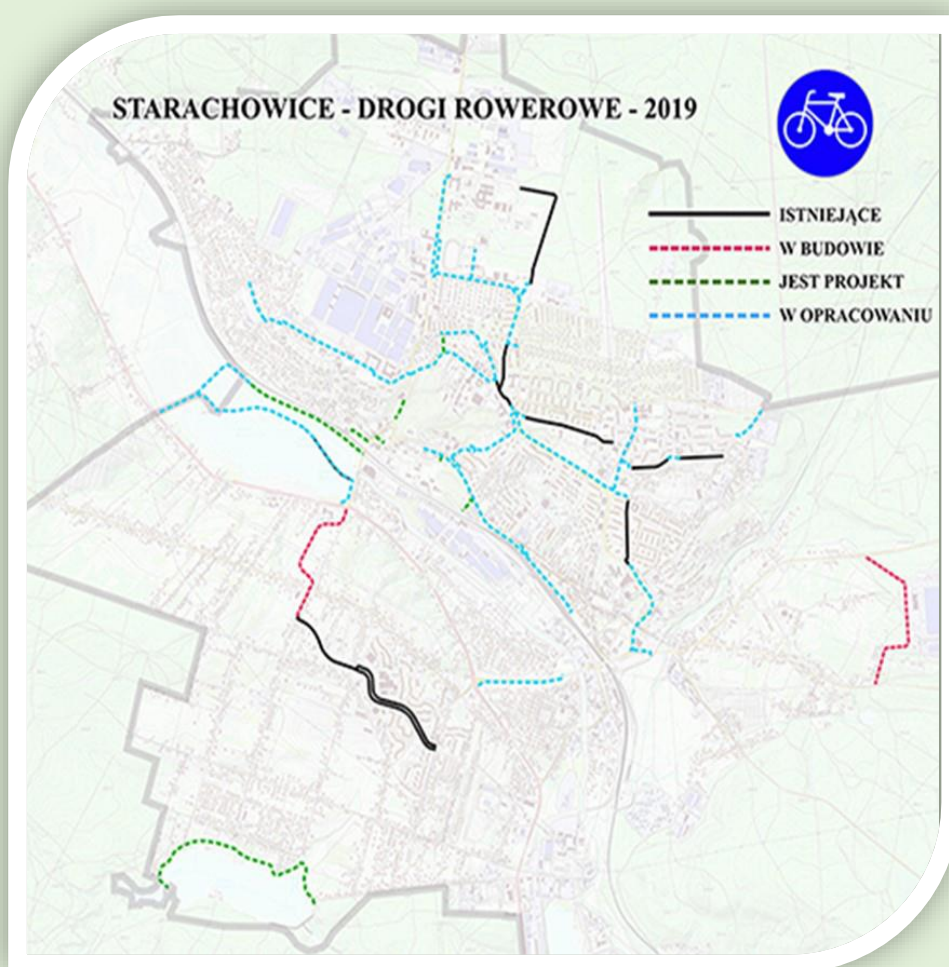 STARACHOWICE - DROGI ROWEROWE - 2019
ISTNIEJĄCE
W BUDOWIE
JEST PROJEKT
W OPRACOWANIU